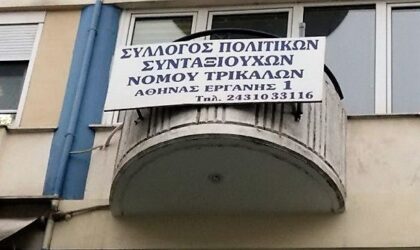 ΣΥΛΛΟΓΟΣ ΠΟΛΙΤΙΚΩΝ
ΣΥΝΤΑΞΙΟΥΧΩΝ
ΝΟΜΟΥ ΤΡΙΚΑΛΩΝ
ΑΘΗΝΑΣ ΕΡΓΑΝΗΣ 1
Τηλ. 24310 33116